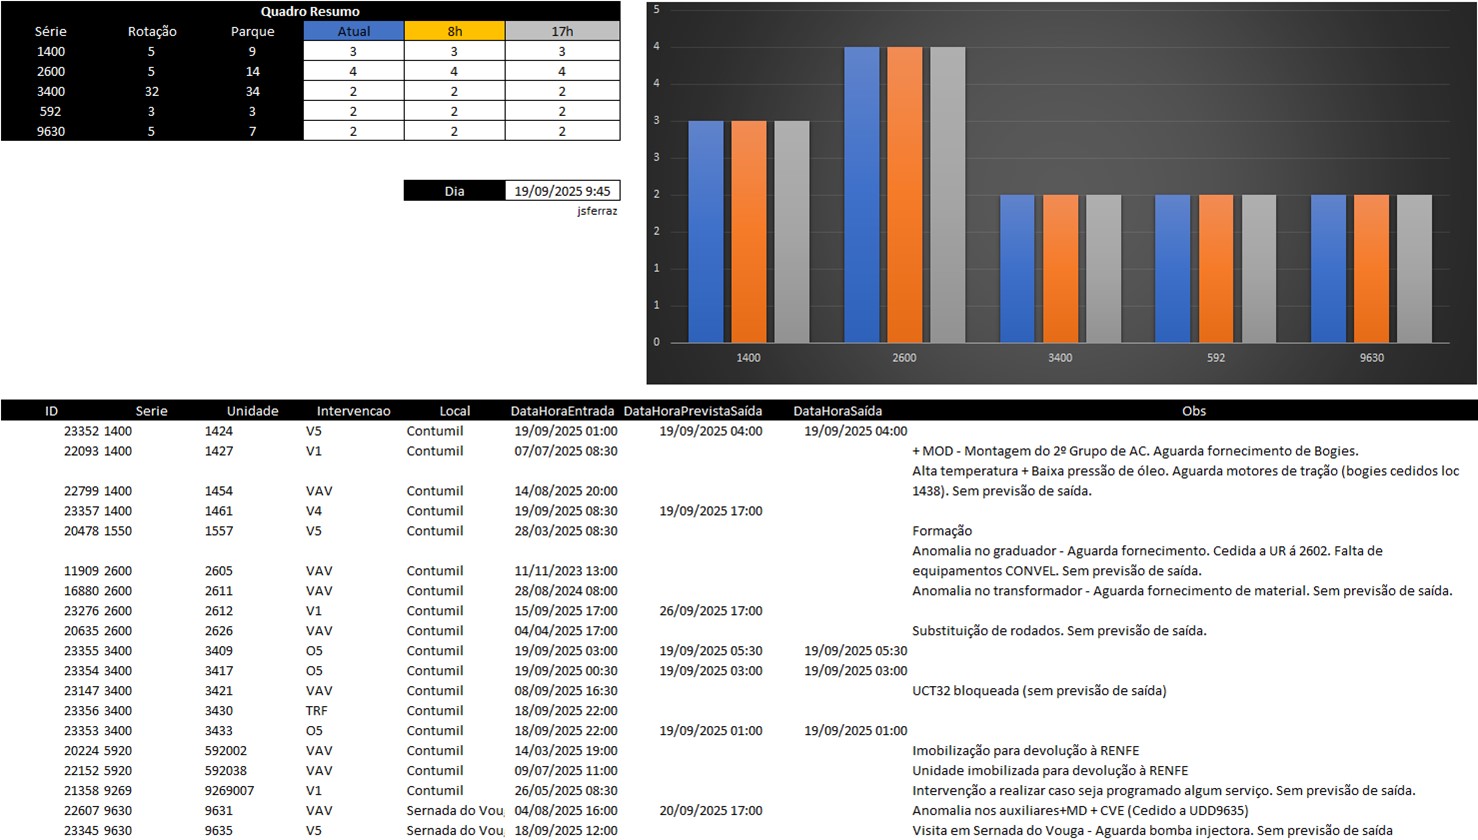 Quadro Resumo
Série Rotação Parque Atual 8h 17h
1400 5 9 3 3 3
2600 5 14 4 4 4
3400 32 34 2 2 2
592 3 3 2 2 2
9630 5 7 2 2 2
Dia 19/09/2025 9:45
jsferraz
5
4
4
3
3
2
2
1
1
0
1400 2600 3400 592 9630
ID Serie Unidade Intervencao Local DataHoraEntrada DataHoraPrevistaSaída DataHoraSaída Obs
23352 1400 1424 V5 Contumil 19/09/2025 01:00 19/09/2025 04:00 19/09/2025 04:00
22093 1400 1427 V1 Contumil 07/07/2025 08:30 + MOD - Montagem do 2º Grupo de AC. Aguarda fornecimento de Bogies.
Alta temperatura + Baixa pressão de óleo. Aguarda motores de tração (bogies cedidos loc
22799 1400 1454 VAV Contumil 14/08/2025 20:00 1438). Sem previsão de saída.
23357 1400 1461 V4 Contumil 19/09/2025 08:30 19/09/2025 17:00
20478 1550 1557 V5 Contumil 28/03/2025 08:30 Formação
Anomalia no graduador - Aguarda fornecimento. Cedida a UR á 2602. Falta de
11909 2600 2605 VAV Contumil 11/11/2023 13:00 equipamentos CONVEL. Sem previsão de saída.
16880 2600 2611 VAV Contumil 28/08/2024 08:00 Anomalia no transformador - Aguarda fornecimento de material. Sem previsão de saída.
23276 2600 2612 V1 Contumil 15/09/2025 17:00 26/09/2025 17:00
20635 2600 2626 VAV Contumil 04/04/2025 17:00 Substituição de rodados. Sem previsão de saída.
23355 3400 3409 O5 Contumil 19/09/2025 03:00 19/09/2025 05:30 19/09/2025 05:30
23354 3400 3417 O5 Contumil 19/09/2025 00:30 19/09/2025 03:00 19/09/2025 03:00
23147 3400 3421 VAV Contumil 08/09/2025 16:30 UCT32 bloqueada (sem previsão de saída)
23356 3400 3430 TRF Contumil 18/09/2025 22:00
23353 3400 3433 O5 Contumil 18/09/2025 22:00 19/09/2025 01:00 19/09/2025 01:00
20224 5920 592002 VAV Contumil 14/03/2025 19:00 Imobilização para devolução à RENFE
22152 5920 592038 VAV Contumil 09/07/2025 11:00 Unidade imobilizada para devolução à RENFE
21358 9269 9269007 V1 Contumil 26/05/2025 08:30 Intervenção a realizar caso seja programado algum serviço. Sem previsão de saída.
22607 9630 9631 VAV Sernada do Voug 04/08/2025 16:00 20/09/2025 17:00 Anomalia nos auxiliares+MD + CVE (Cedido a UDD9635)
23345 9630 9635 V5 Sernada do Voug 18/09/2025 12:00 Visita em Sernada do Vouga - Aguarda bomba injectora. Sem previsão de saída